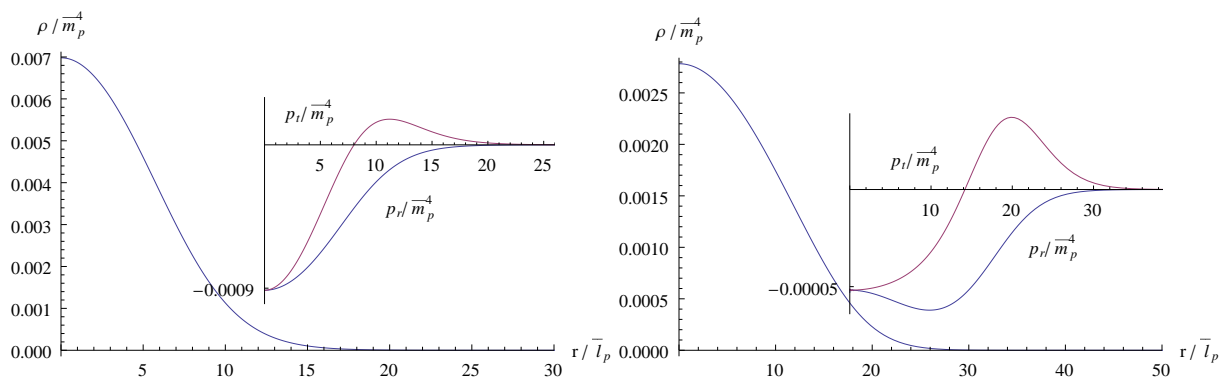 ρ / m̅_p^4
0.007
0.006
0.005
0.004
0.003
0.002
0.001
0.000
5 10 15 20 25 30
r / l̅_p
p_t / m̅_p^4
5 10 15 20 25
p_r / m̅_p^4
−0.0009
ρ / m̅_p^4
0.0025
0.0020
0.0015
0.0010
0.0005
0.0000
10 20 30 40 50
r / l̅_p
p_t / m̅_p^4
10 20 30
p_r / m̅_p^4
−0.00005